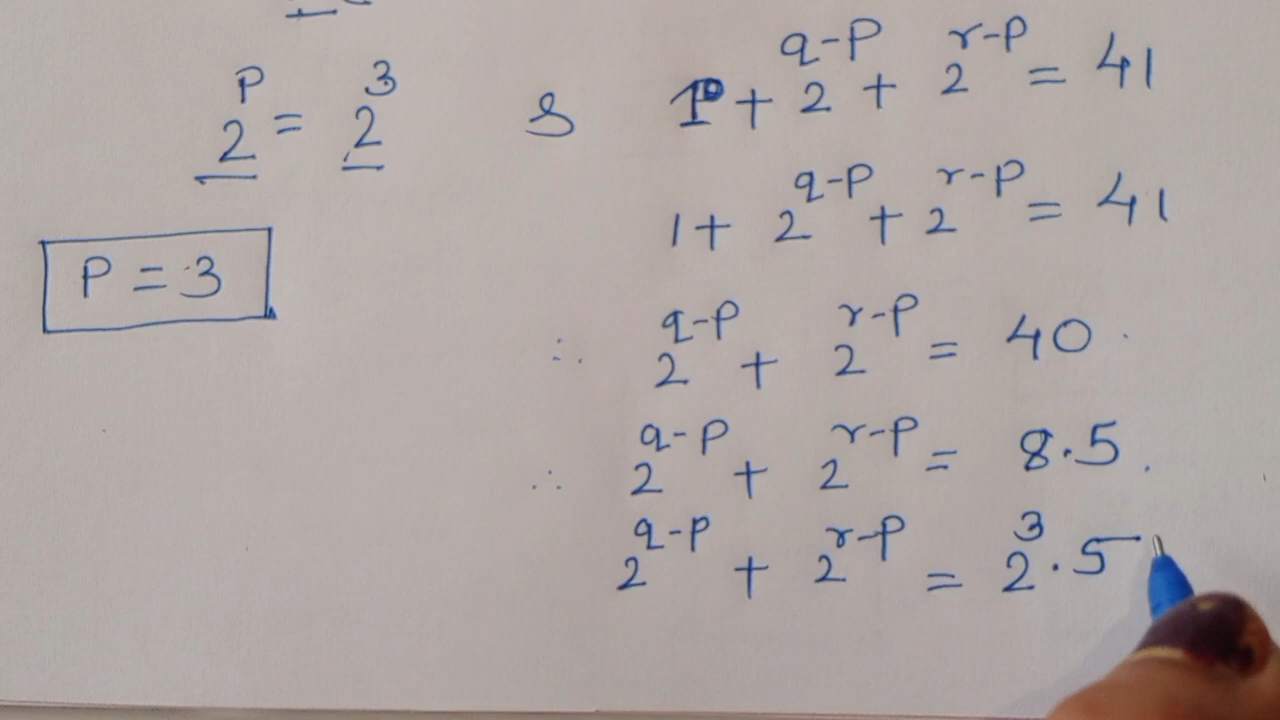 2^p = 2^3 & 1 + 2^{q-p} + 2^{r-p} = 41
1 + 2^{q-p} + 2^{r-p} = 41
P = 3
∴ 2^{q-p} + 2^{r-p} = 40
∴ 2^{q-p} + 2^{r-p} = 8.5
2^{q-p} + 2^{r-p} = 2^3 . 5